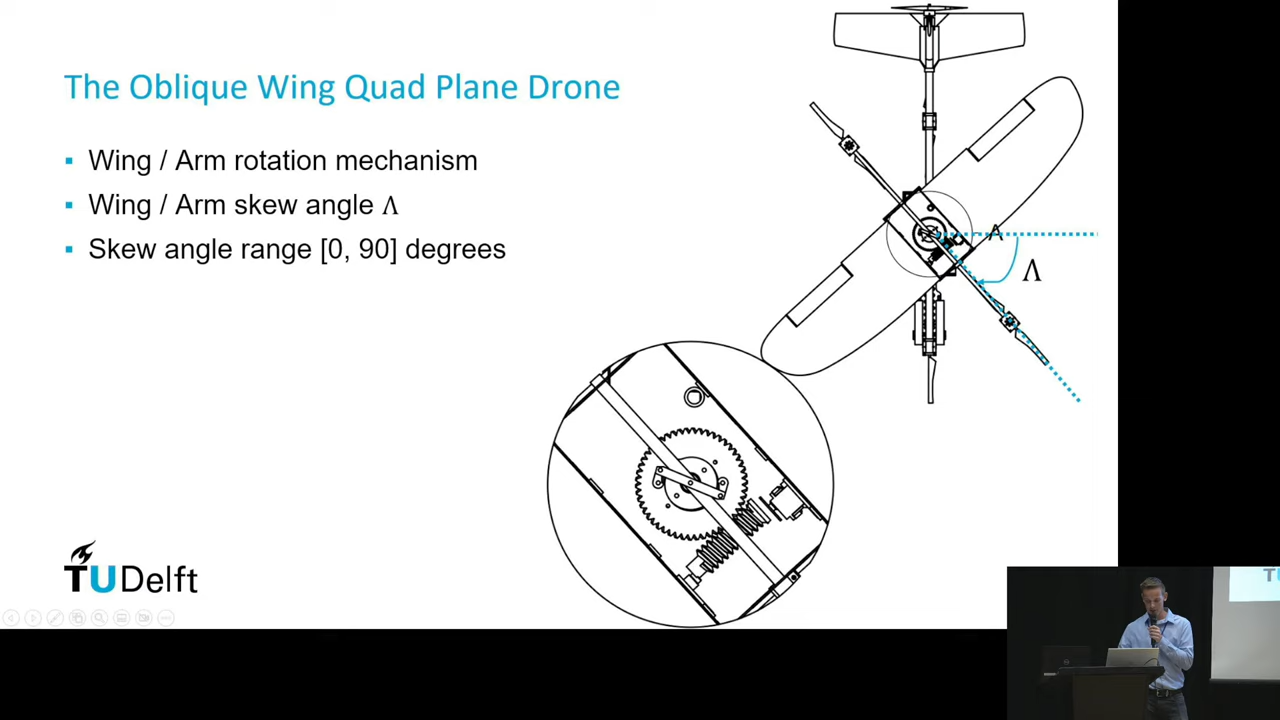 The Oblique Wing Quad Plane Drone
▪ Wing / Arm rotation mechanism
▪ Wing / Arm skew angle Λ
▪ Skew angle range [0, 90] degrees
A
Λ
TUDelft
TU